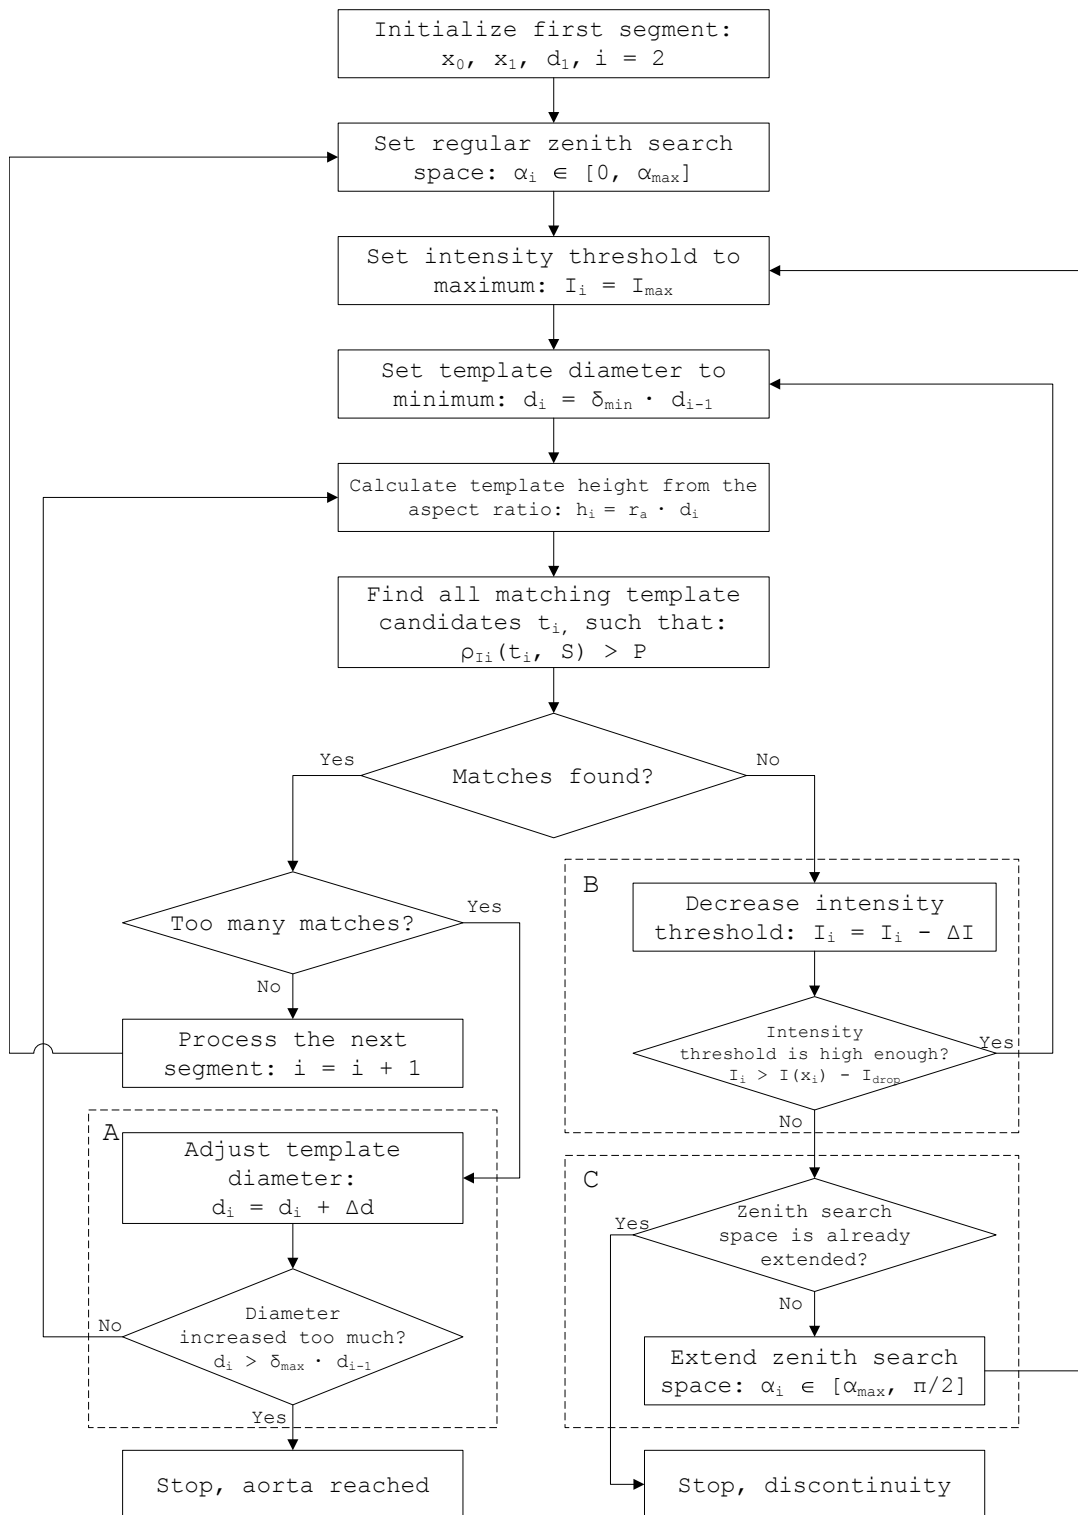 Initialize first segment:
x₀, x₁, d₁, i = 2
Set regular zenith search
space: αᵢ ∈ [0, αmax]
Set intensity threshold to
maximum: Iᵢ = Imax
Set template diameter to
minimum: dᵢ = δmin · dᵢ₋₁
Calculate template height from the
aspect ratio: hᵢ = rₐ · dᵢ
Find all matching template
candidates tᵢ, such that:
ρIi(tᵢ, S) > P
Matches found?
Yes
No
Too many matches?
Yes
No
Process the next
segment: i = i + 1
A
Adjust template
diameter:
dᵢ = dᵢ + Δd
Diameter
increased too much?
dᵢ > δmax · dᵢ₋₁
No
Yes
Stop, aorta reached
B
Decrease intensity
threshold: Iᵢ = Iᵢ - ΔI
Intensity
threshold is high enough?
Iᵢ > I(xᵢ) - Idrop
Yes
No
C
Zenith search
space is already
extended?
Yes
No
Extend zenith search
space: αᵢ ∈ [αmax, π/2]
Stop, discontinuity